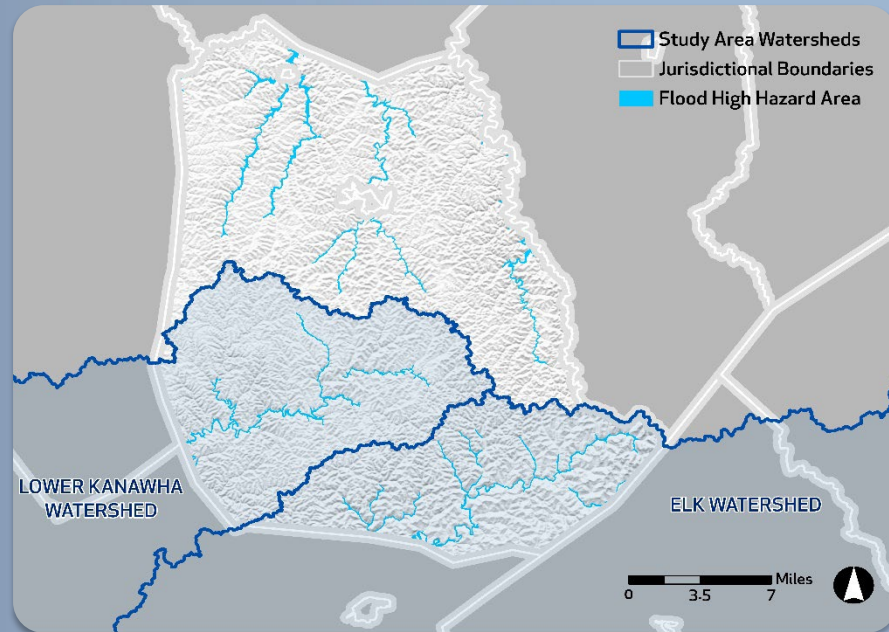 Study Area Watersheds
Jurisdictional Boundaries
Flood High Hazard Area
LOWER KANAWHA
WATERSHED
ELK WATERSHED
Miles
0 3.5 7